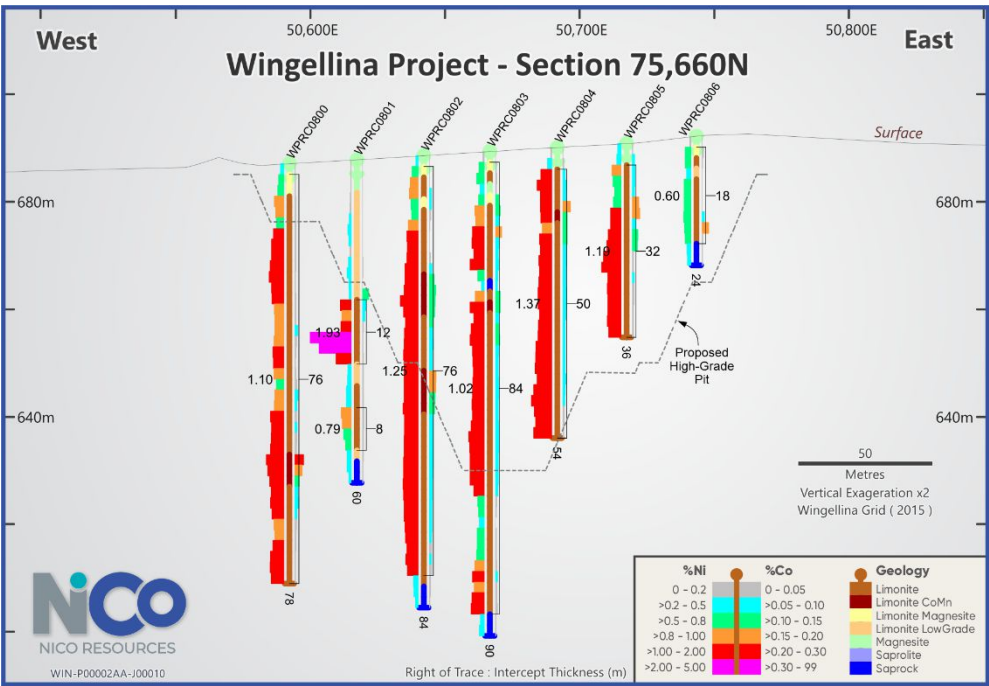 West
50,600E
50,700E
50,800E
East
Wingellina Project - Section 75,660N
WPRC0800
WPRC0801
WPRC0802
WPRC0803
WPRC0804
WPRC0805
WPRC0806
Surface
680m
680m
0.60
18
1.19
32
24
1.37
50
1.93
12
36
Proposed
High-Grade
Pit
1.10
76
1.25
76
1.02
84
640m
640m
0.79
8
54
60
50
Metres
Vertical Exageration x2
Wingellina Grid ( 2015 )
78
84
90
NiCo
NICO RESOURCES
WIN-P00002AA-J00010
Right of Trace : Intercept Thickness (m)
%Ni %Co Geology
0 - 0.2 0 - 0.05 Limonite
>0.2 - 0.5 >0.05 - 0.10 Limonite CoMn
>0.5 - 0.8 >0.10 - 0.15 Limonite Magnesite
>0.8 - 1.00 >0.15 - 0.20 Limonite LowGrade
>1.00 - 2.00 >0.20 - 0.30 Magnesite
>2.00 - 5.00 >0.30 - 99 Saprolite
Saprock